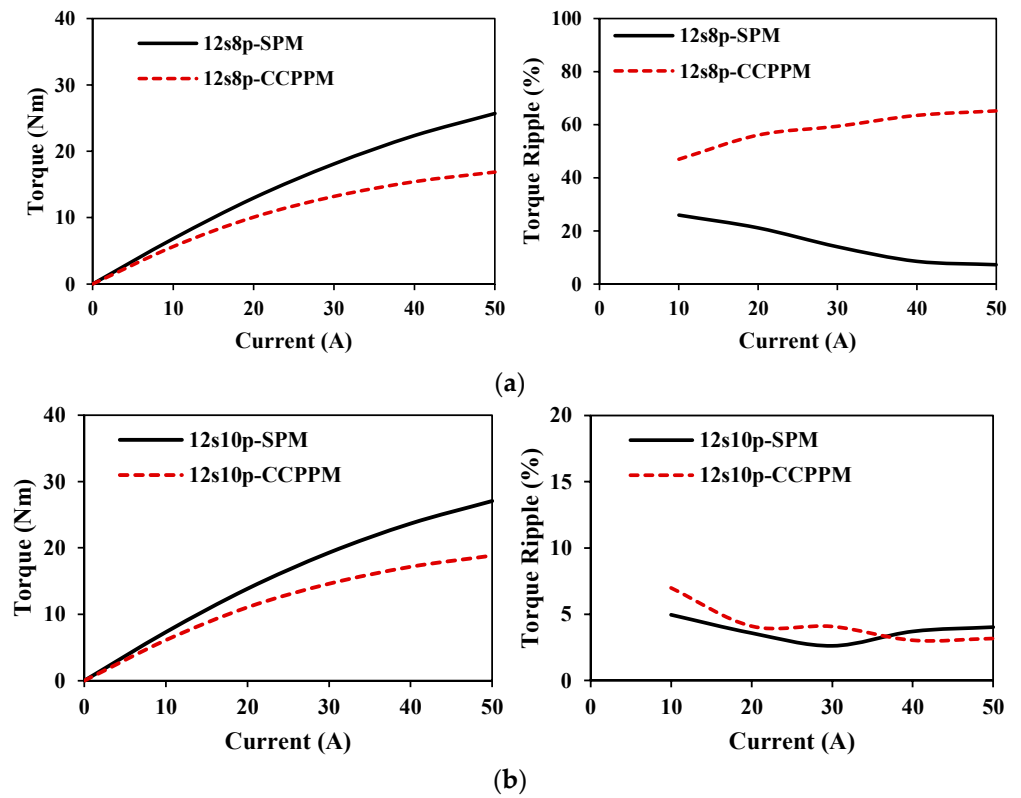 40
30
20
10
0
Torque (Nm)
12s8p-SPM
12s8p-CCPPM
0 10 20 30 40 50
Current (A)
100
80
60
40
20
0
Torque Ripple (%)
12s8p-SPM
12s8p-CCPPM
0 10 20 30 40 50
Current (A)
(a)
40
30
20
10
0
Torque (Nm)
12s10p-SPM
12s10p-CCPPM
0 10 20 30 40 50
Current (A)
20
15
10
5
0
Torque Ripple (%)
12s10p-SPM
12s10p-CCPPM
0 10 20 30 40 50
Current (A)
(b)